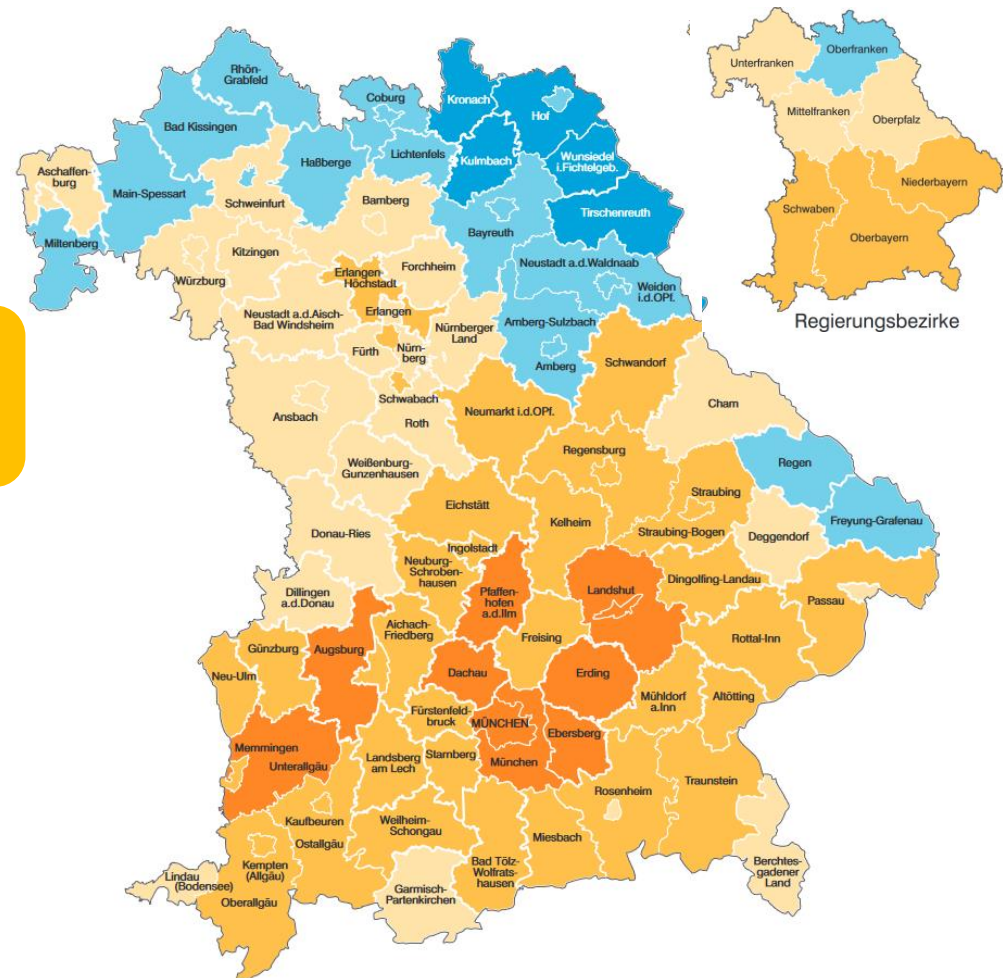 Rhön-
Grabfeld
Coburg
Kronach
Hof
Bad Kissingen
Lichtenfels
Kulmbach
Wunsiedel
i.Fichtelgeb.
Haßberge
Aschaffen-
burg
Main-Spessart
Schweinfurt
Bamberg
Tirschenreuth
Miltenberg
Bayreuth
Kitzingen
Würzburg
Erlangen-
Höchstadt
Forchheim
Neustadt a.d.Waldnaab
Weiden
i.d.OPf.
Neustadt a.d.Aisch-
Bad Windsheim
Erlangen
Nürnberger
Land
Amberg-Sulzbach
Fürth
Nürn-
berg
Amberg
Schwandorf
Schwabach
Ansbach
Roth
Neumarkt i.d.OPf.
Cham
Weißenburg-
Gunzenhausen
Regensburg
Regen
Eichstätt
Straubing
Kelheim
Freyung-Grafenau
Donau-Ries
Straubing-Bogen
Deggendorf
Ingolstadt
Neuburg-
Schroben-
hausen
Dillingen
a.d.Donau
Pfaffen-
hofen
a.d.Ilm
Landshut
Dingolfing-Landau
Passau
Aichach-
Friedberg
Freising
Rottal-Inn
Günzburg
Augsburg
Neu-Ulm
Dachau
Erding
Mühldorf
a.Inn
Altötting
Fürstenfeld-
bruck
MÜNCHEN
Ebersberg
Memmingen
Unterallgäu
Landsberg
am Lech
Starnberg
München
Traunstein
Rosenheim
Kaufbeuren
Ostallgäu
Weilheim-
Schongau
Miesbach
Bad Tölz-
Wolfrats-
hausen
Kempten
(Allgäu)
Lindau
(Bodensee)
Oberallgäu
Garmisch-
Partenkirchen
Berchtes-
gadener
Land
Oberfranken
Unterfranken
Mittelfranken
Oberpfalz
Niederbayern
Schwaben
Oberbayern
Regierungsbezirke